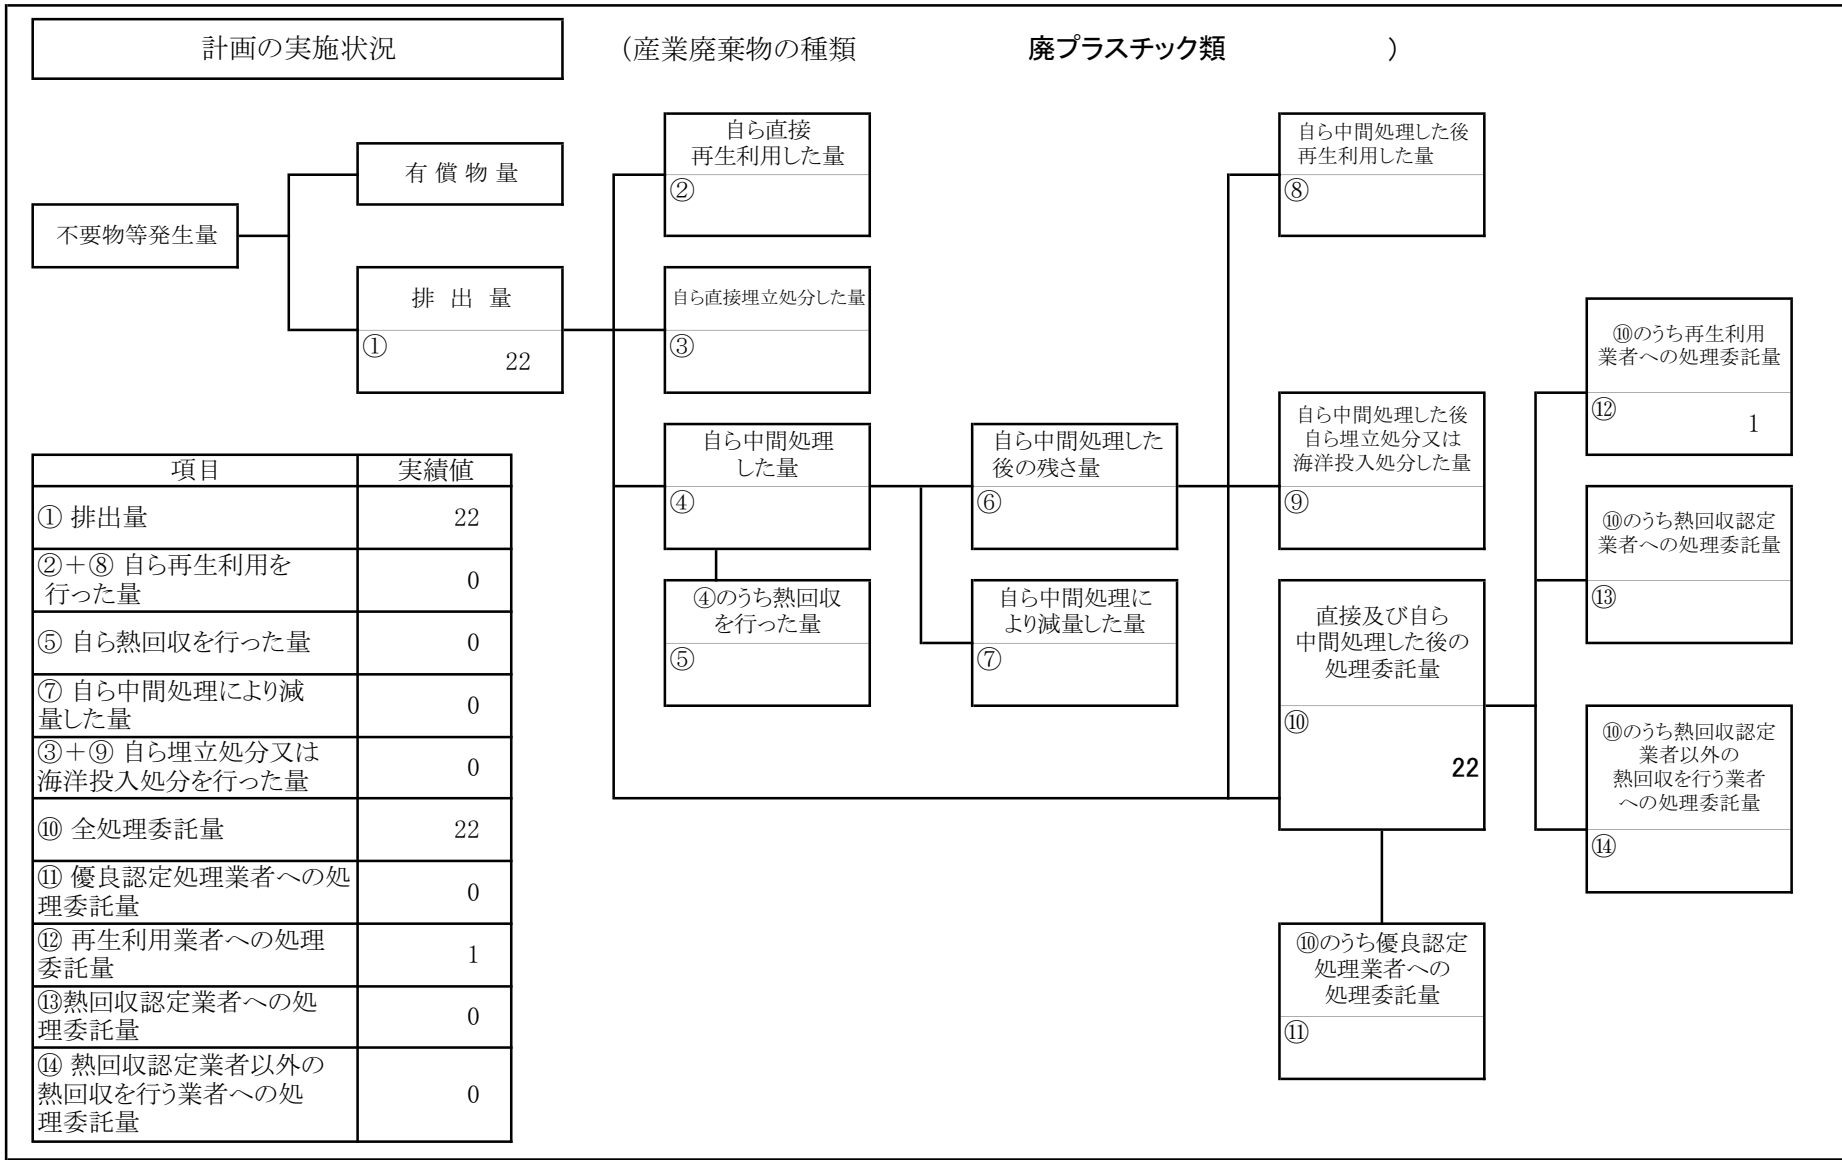 計画の実施状況
（産業廃棄物の種類 廃プラスチック類 ）
不要物等発生量
有償物量
排出量
①
22
自ら直接
再生利用した量
②
自ら直接埋立処分した量
③
自ら中間処理
した量
④
④のうち熱回収
を行った量
⑤
自ら中間処理した
後の残さ量
⑥
自ら中間処理に
より減量した量
⑦
自ら中間処理した後
再生利用した量
⑧
自ら中間処理した後
自ら埋立処分又は
海洋投入処分した量
⑨
直接及び自ら
中間処理した後の
処理委託量
⑩
22
⑩のうち優良認定
処理業者への
処理委託量
⑪
⑩のうち再生利用
業者への処理委託量
⑫
1
⑩のうち熱回収認定
業者への処理委託量
⑬
⑩のうち熱回収認定
業者以外の
熱回収を行う業者
への処理委託量
⑭
項目 実績値
① 排出量 22
②＋⑧ 自ら再生利用を
行った量 0
⑤ 自ら熱回収を行った量 0
⑦ 自ら中間処理により減
量した量 0
③＋⑨ 自ら埋立処分又は
海洋投入処分を行った量 0
⑩ 全処理委託量 22
⑪ 優良認定処理業者への処
理委託量 0
⑫ 再生利用業者への処理
委託量 1
⑬熱回収認定業者への処
理委託量 0
⑭ 熱回収認定業者以外の
熱回収を行う業者への処
理委託量 0